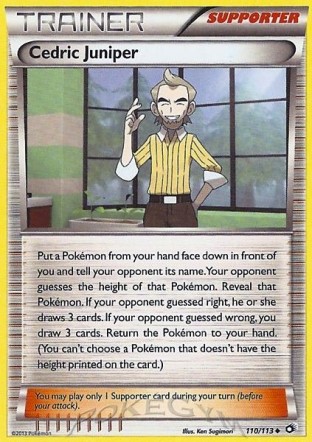 TRAINER SUPPORTER
Cedric Juniper
Put a Pokémon from your hand face down in front of
you and tell your opponent its name.Your opponent
guesses the height of that Pokémon. Reveal that
Pokémon. If your opponent guessed right, he or she
draws 3 cards. If your opponent guessed wrong, you
draw 3 cards. Return the Pokémon to your hand.
(You can't choose a Pokémon that doesn't have the
height printed on the card.)
You may play only 1 Supporter card during your turn (before
your attack).
©2013 Pokémon Illus. Ken Sugimori 110/113